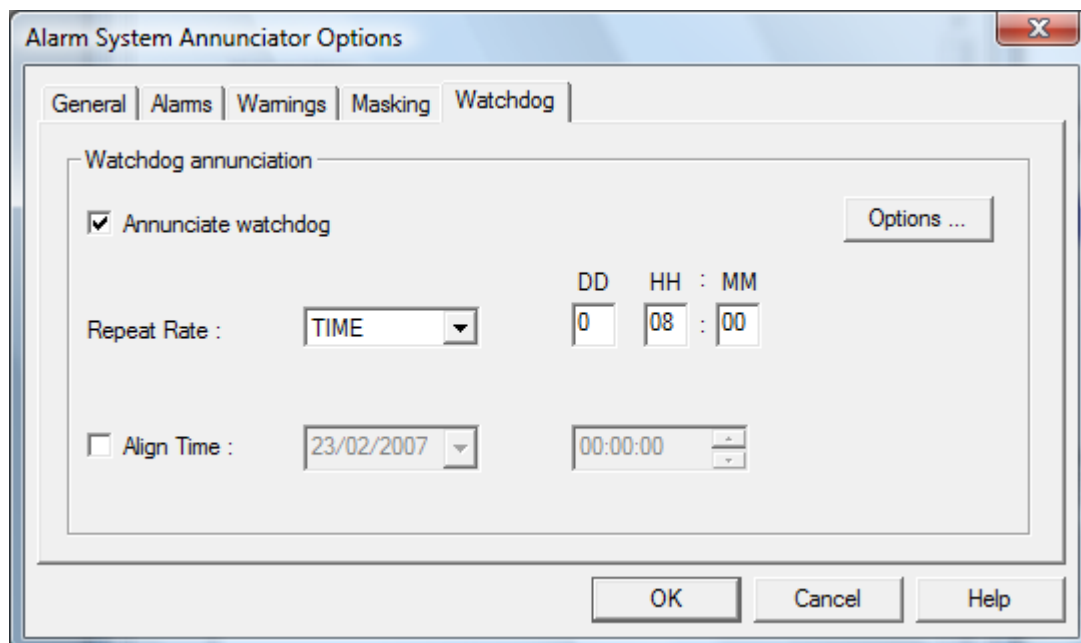 Alarm System Annunciator Options
General Alarms Warnings Masking Watchdog
Watchdog annunciation
Annunciate watchdog Options ...
DD HH : MM
Repeat Rate : TIME 0 08 : 00
Align Time : 23/02/2007 00:00:00
OK Cancel Help